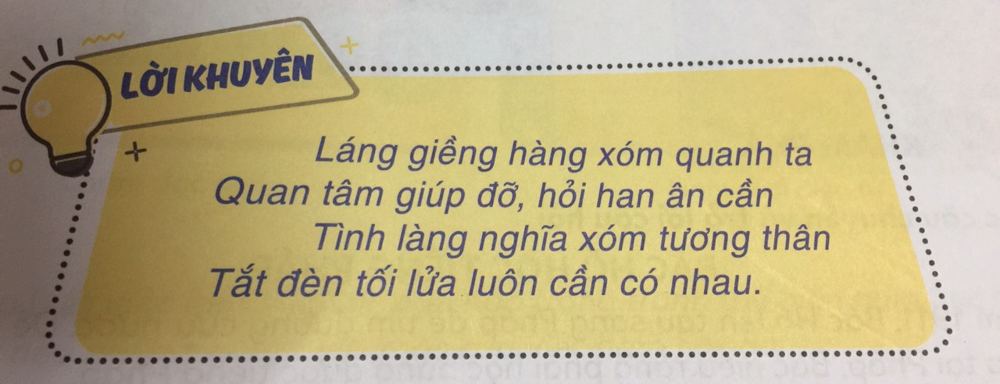 LỜI KHUYÊN
Láng giềng hàng xóm quanh ta
Quan tâm giúp đỡ, hỏi han ân cần
Tình làng nghĩa xóm tương thân
Tắt đèn tối lửa luôn cần có nhau.